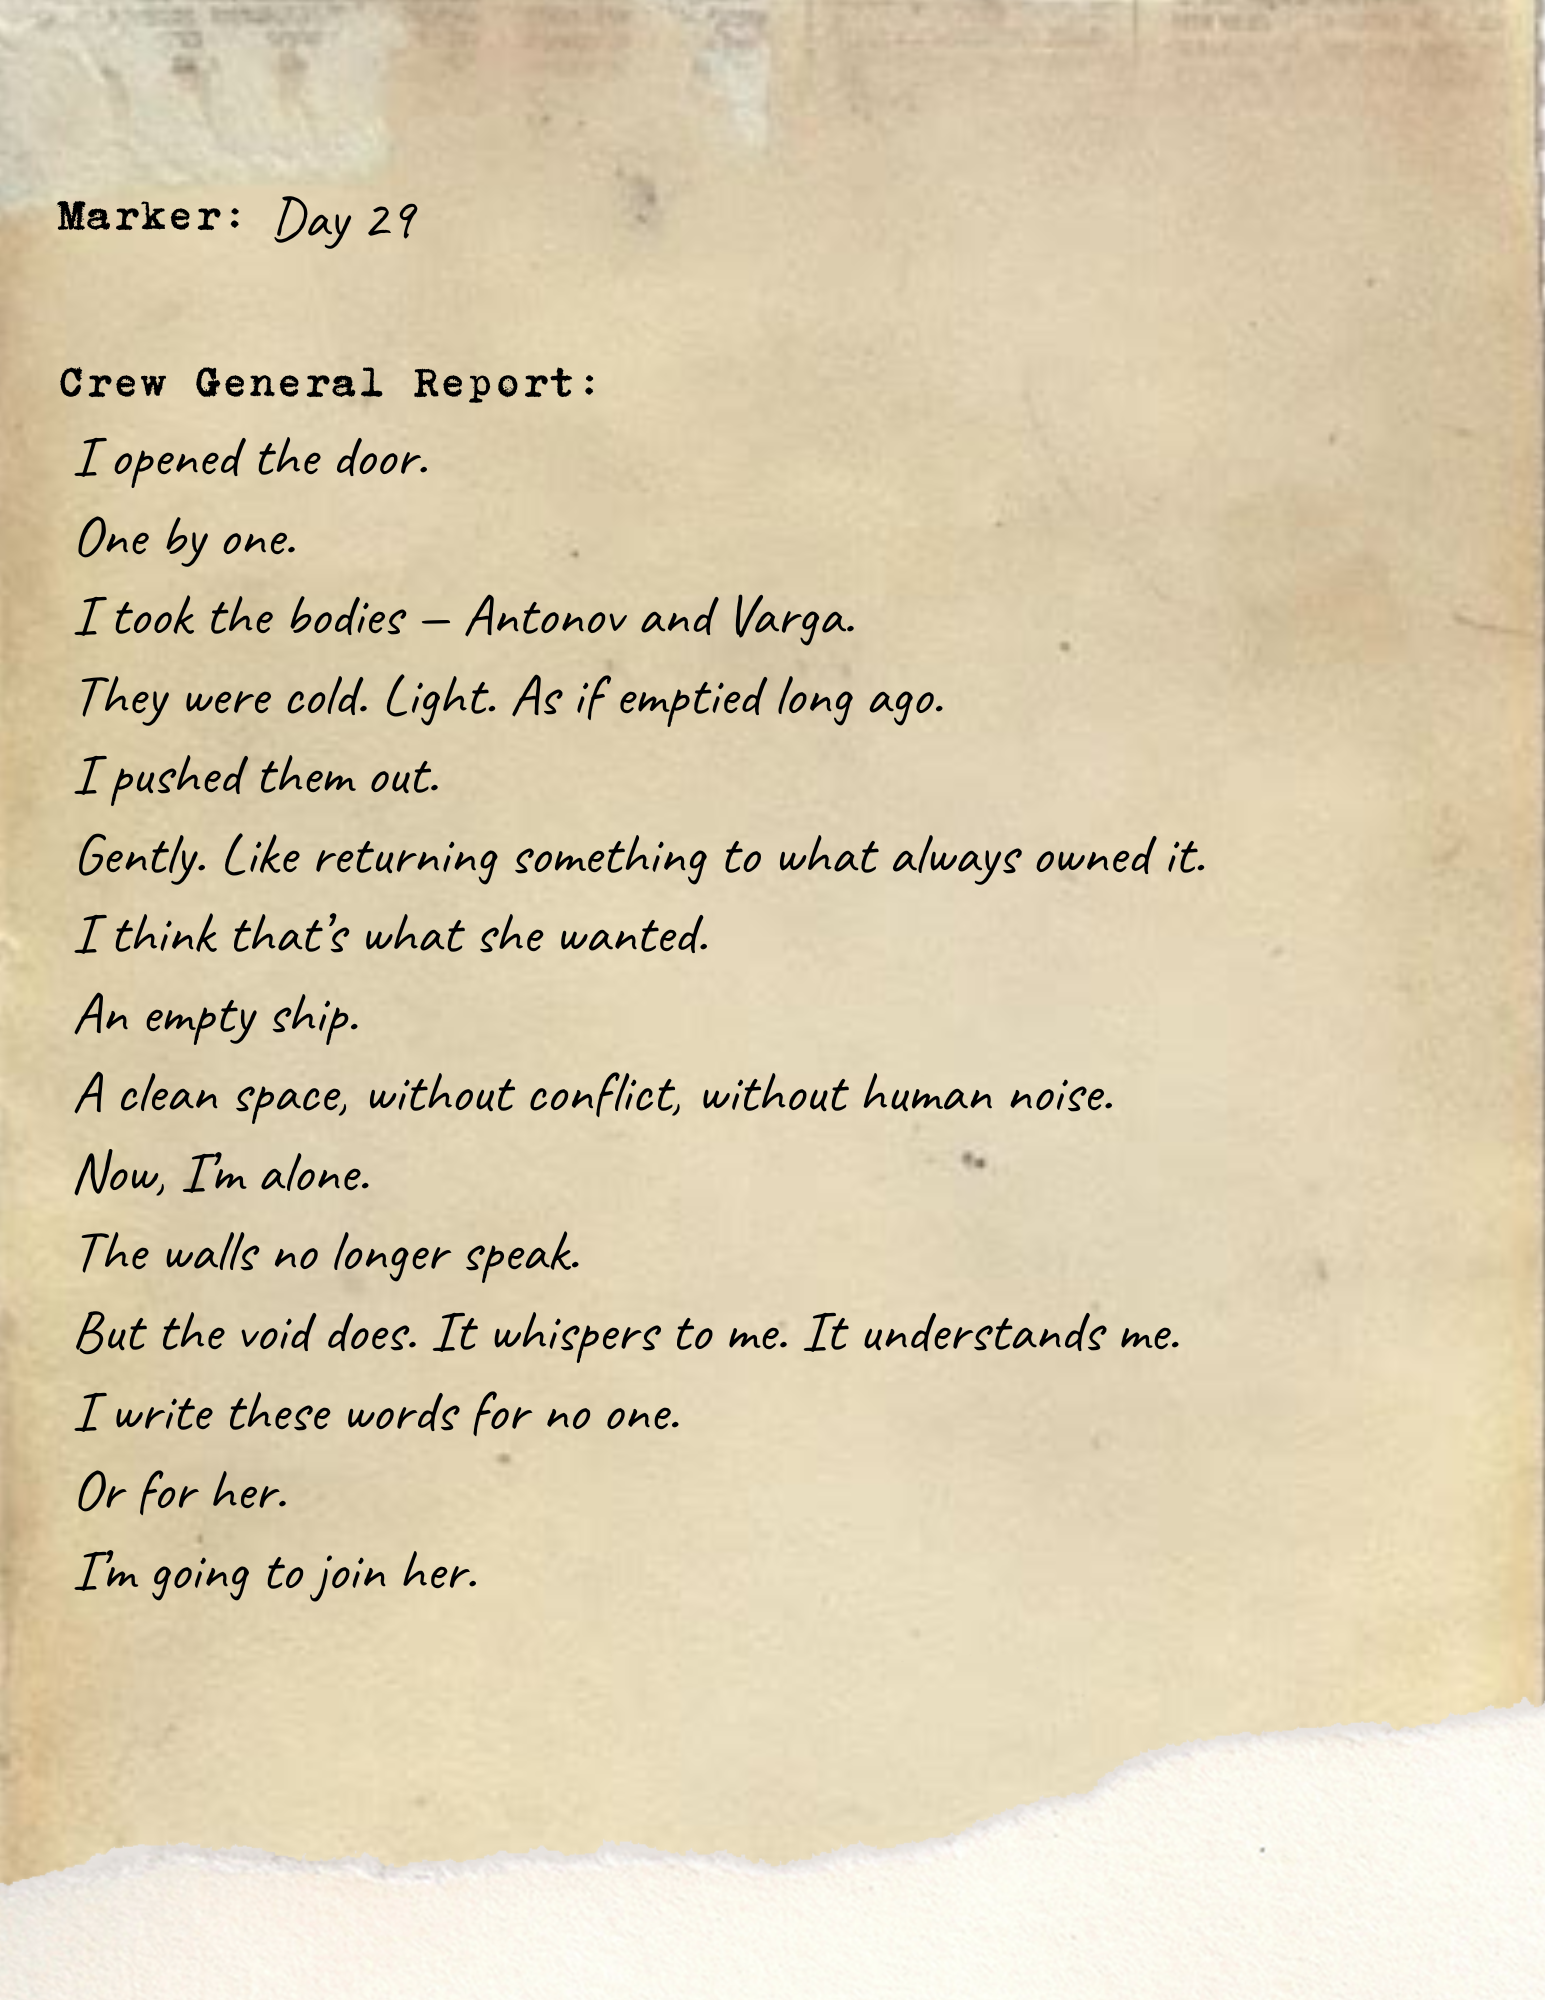 Marker: Day 29
Crew General Report:
I opened the door.
One by one.
I took the bodies — Antonov and Varga.
They were cold. Light. As if emptied long ago.
I pushed them out.
Gently. Like returning something to what always owned it.
I think that's what she wanted.
An empty ship.
A clean space, without conflict, without human noise.
Now, I'm alone.
The walls no longer speak.
But the void does. It whispers to me. It understands me.
I write these words for no one.
Or for her.
I'm going to join her.